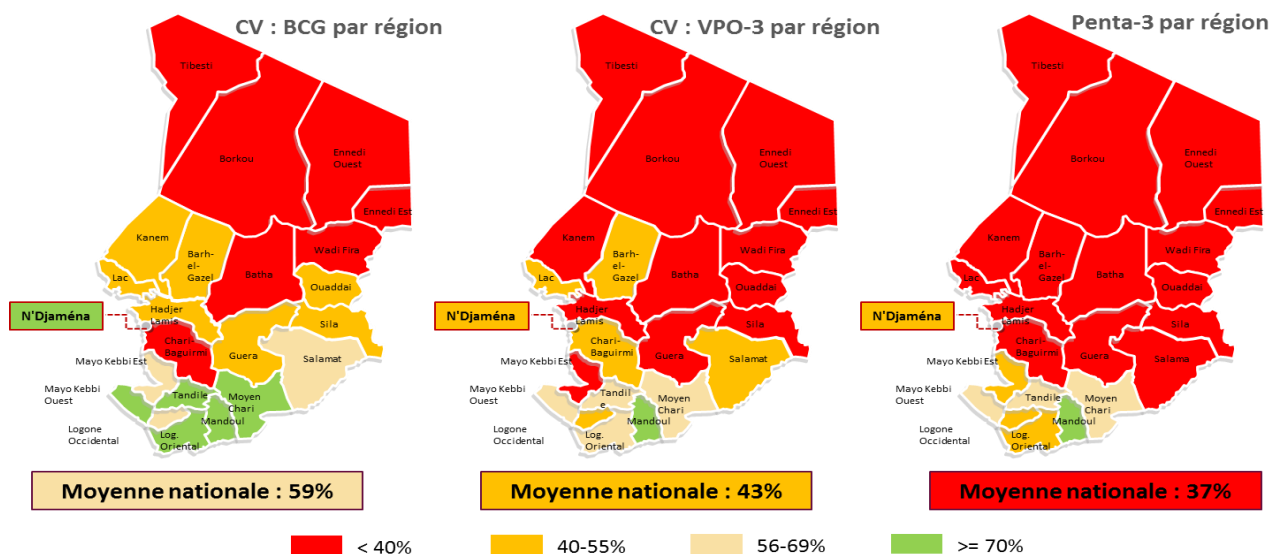 CV : BCG par région
Tibesti
Borkou
Ennedi
Ouest
Ennedi Est
Kanem
Barh-
el-
Gazel
Wadi Fira
Batha
Lac
Ouaddai
Hadjer
Lamis
N'Djaména
Sila
Chari-
Baguirmi
Guera
Salamat
Mayo Kebbi Est
Mayo Kebbi
Ouest
Tandile
Moyen
Chari
Mandoul
Logone
Occidental
Log.
Oriental
Moyenne nationale : 59%
CV : VPO-3 par région
Tibesti
Borkou
Ennedi
Ouest
Ennedi Est
Kanem
Barh-
el-
Gazel
Wadi Fira
Batha
Lac
Ouaddai
Hadjer
Lamis
N'Djaména
Sila
Chari-
Baguirmi
Guera
Salamat
Mayo Kebbi Est
Mayo Kebbi
Ouest
Tandil
e
Moyen
Chari
Mandoul
Logone
Occidental
Log.
Oriental
Moyenne nationale : 43%
Penta-3 par région
Tibesti
Borkou
Ennedi
Ouest
Ennedi Est
Kanem
Barh-
el-
Gazel
Wadi Fira
Batha
Lac
Ouaddai
Hadjer
Lamis
N'Djaména
Sila
Chari-
Baguirmi
Guera
Salama
Mayo Kebbi Est
Mayo Kebbi
Ouest
Tandile
Moyen
Chari
Mandoul
Logone
Occidental
Log.
Oriental
Moyenne nationale : 37%
< 40%
40-55%
56-69%
>= 70%